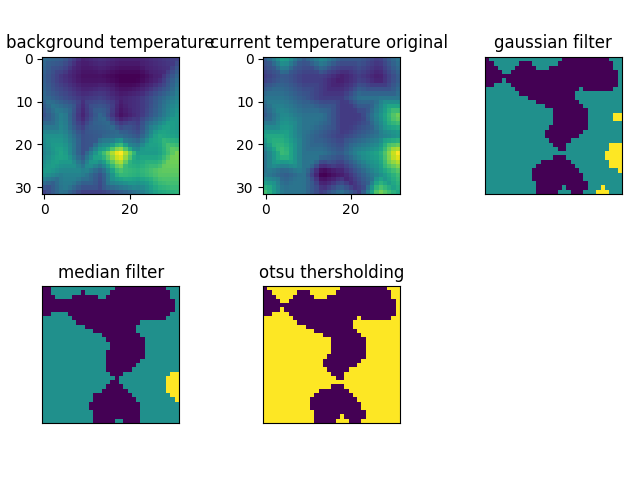 background temperature
current temperature original
gaussian filter
0
10
20
30
0
20
0
10
20
30
0
20
median filter
otsu thersholding